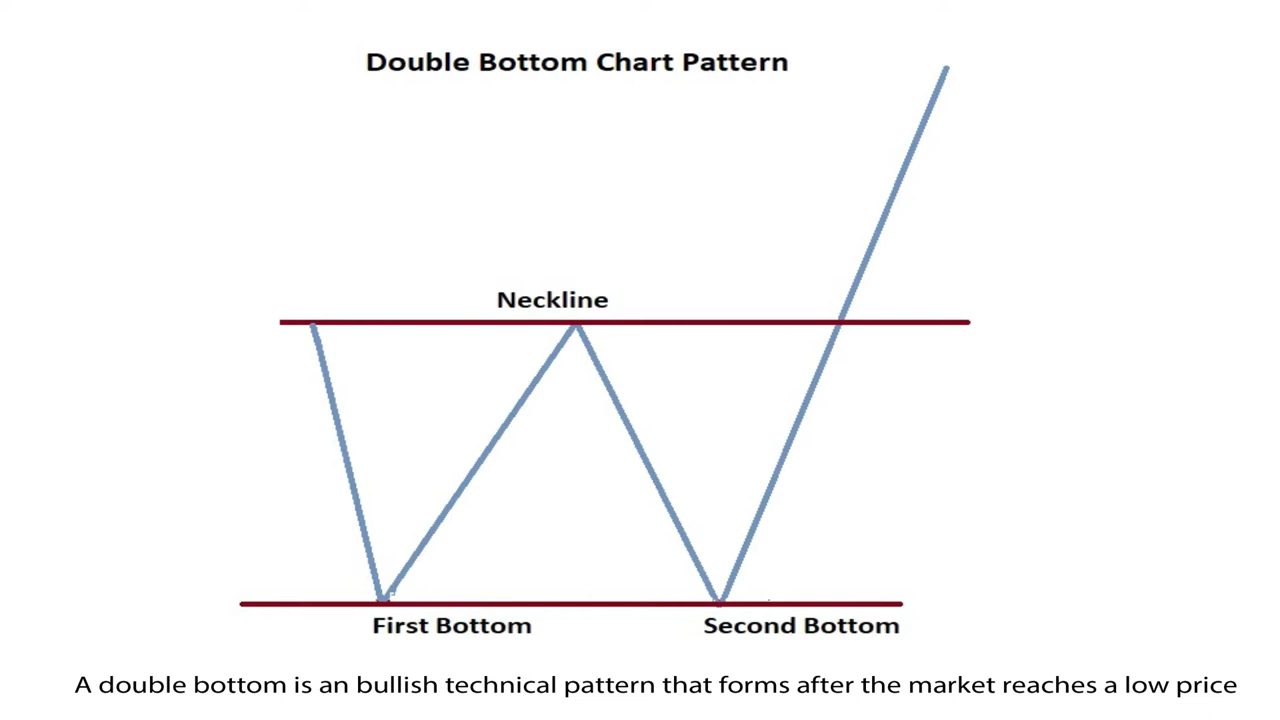 Double Bottom Chart Pattern
Neckline
First Bottom
Second Bottom
A double bottom is an bullish technical pattern that forms after the market reaches a low price